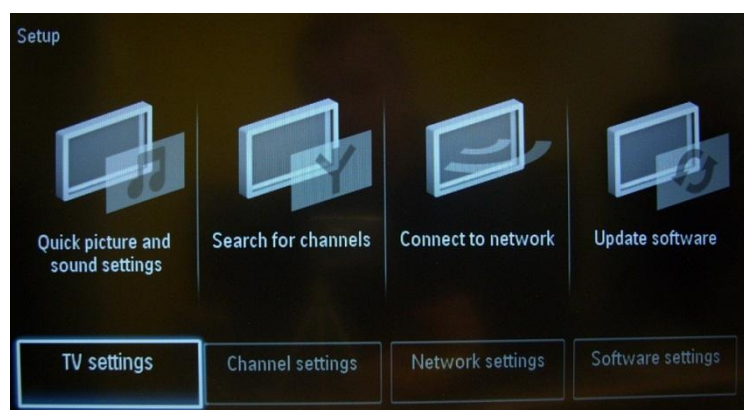 Setup
Quick picture and
sound settings
Search for channels
Connect to network
Update software
TV settings
Channel settings
Network settings
Software settings